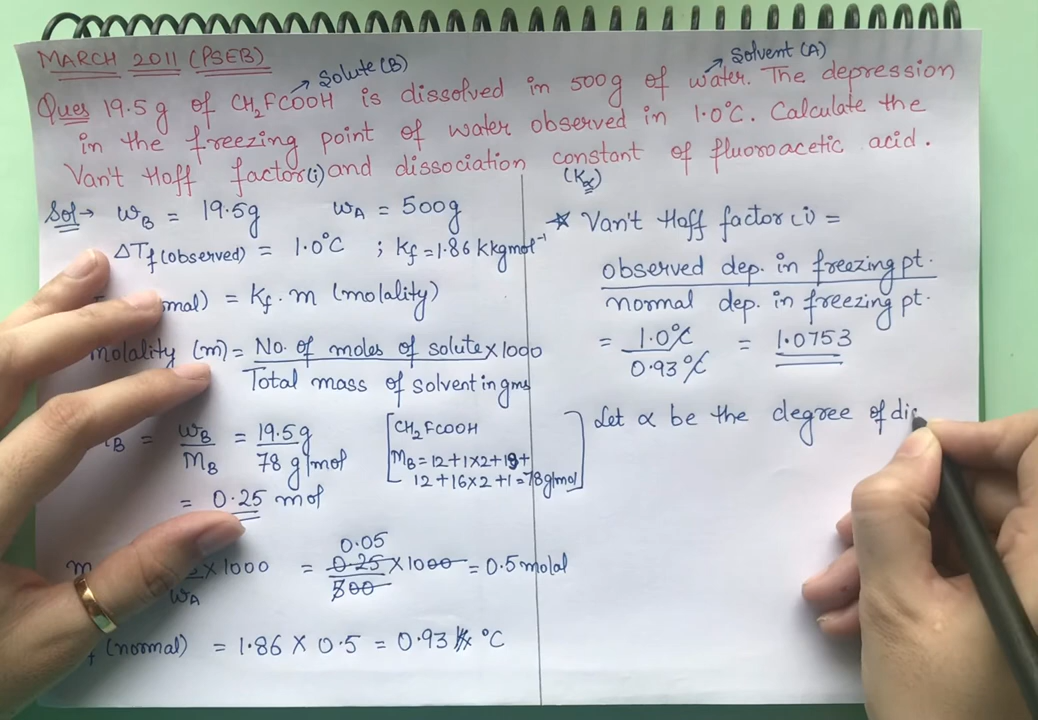 MARCH 2011 (PSEB)
Solute (B)
Solvent (A)
Ques 19.5 g of CH₂FCOOH is dissolved in 500g of water. The depression
in the freezing point of water observed in 1.0°C. Calculate the
Van't Hoff factor(i) and dissociation constant of fluoroacetic acid.
(Kα)
Sol→ wB = 19.5g wA = 500g
ΔTf (observed) = 1.0°C ; Kf = 1.86 K kg mol⁻¹
mal) = Kf . m (molality)
molality (m) = No. of moles of solute × 1000
Total mass of solvent in gms
B = wB = 19.5g
MB 78 g/mol
= 0.25 mol
[CH₂FCOOH
MB = 12+1×2+19+
12+16×2+1 = 78g/mol]
0.05
m × 1000 = 0.25 × 1000 = 0.5 molal
wA 500
f (normal) = 1.86 × 0.5 = 0.93 °C
* Van't Hoff factor (i) =
observed dep. in freezing pt.
normal dep. in freezing pt.
= 1.0°C = 1.0753
0.93°C
Let α be the degree of dis